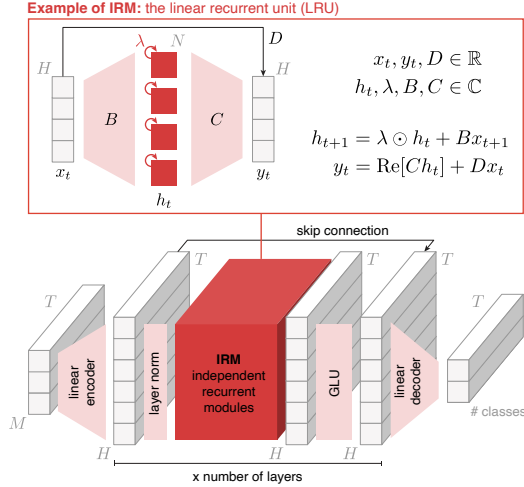 Example of IRM: the linear recurrent unit (LRU)
λ N D
H H
B C
x_t h_t y_t
x_t, y_t, D ∈ ℝ
h_t, λ, B, C ∈ ℂ
h_{t+1} = λ ⊙ h_t + Bx_{t+1}
y_t = Re[Ch_t] + Dx_t
skip connection
T T T T T
linear
encoder
layer norm
IRM
independent
recurrent
modules
GLU
linear
decoder
M
H H H
# classes
x number of layers